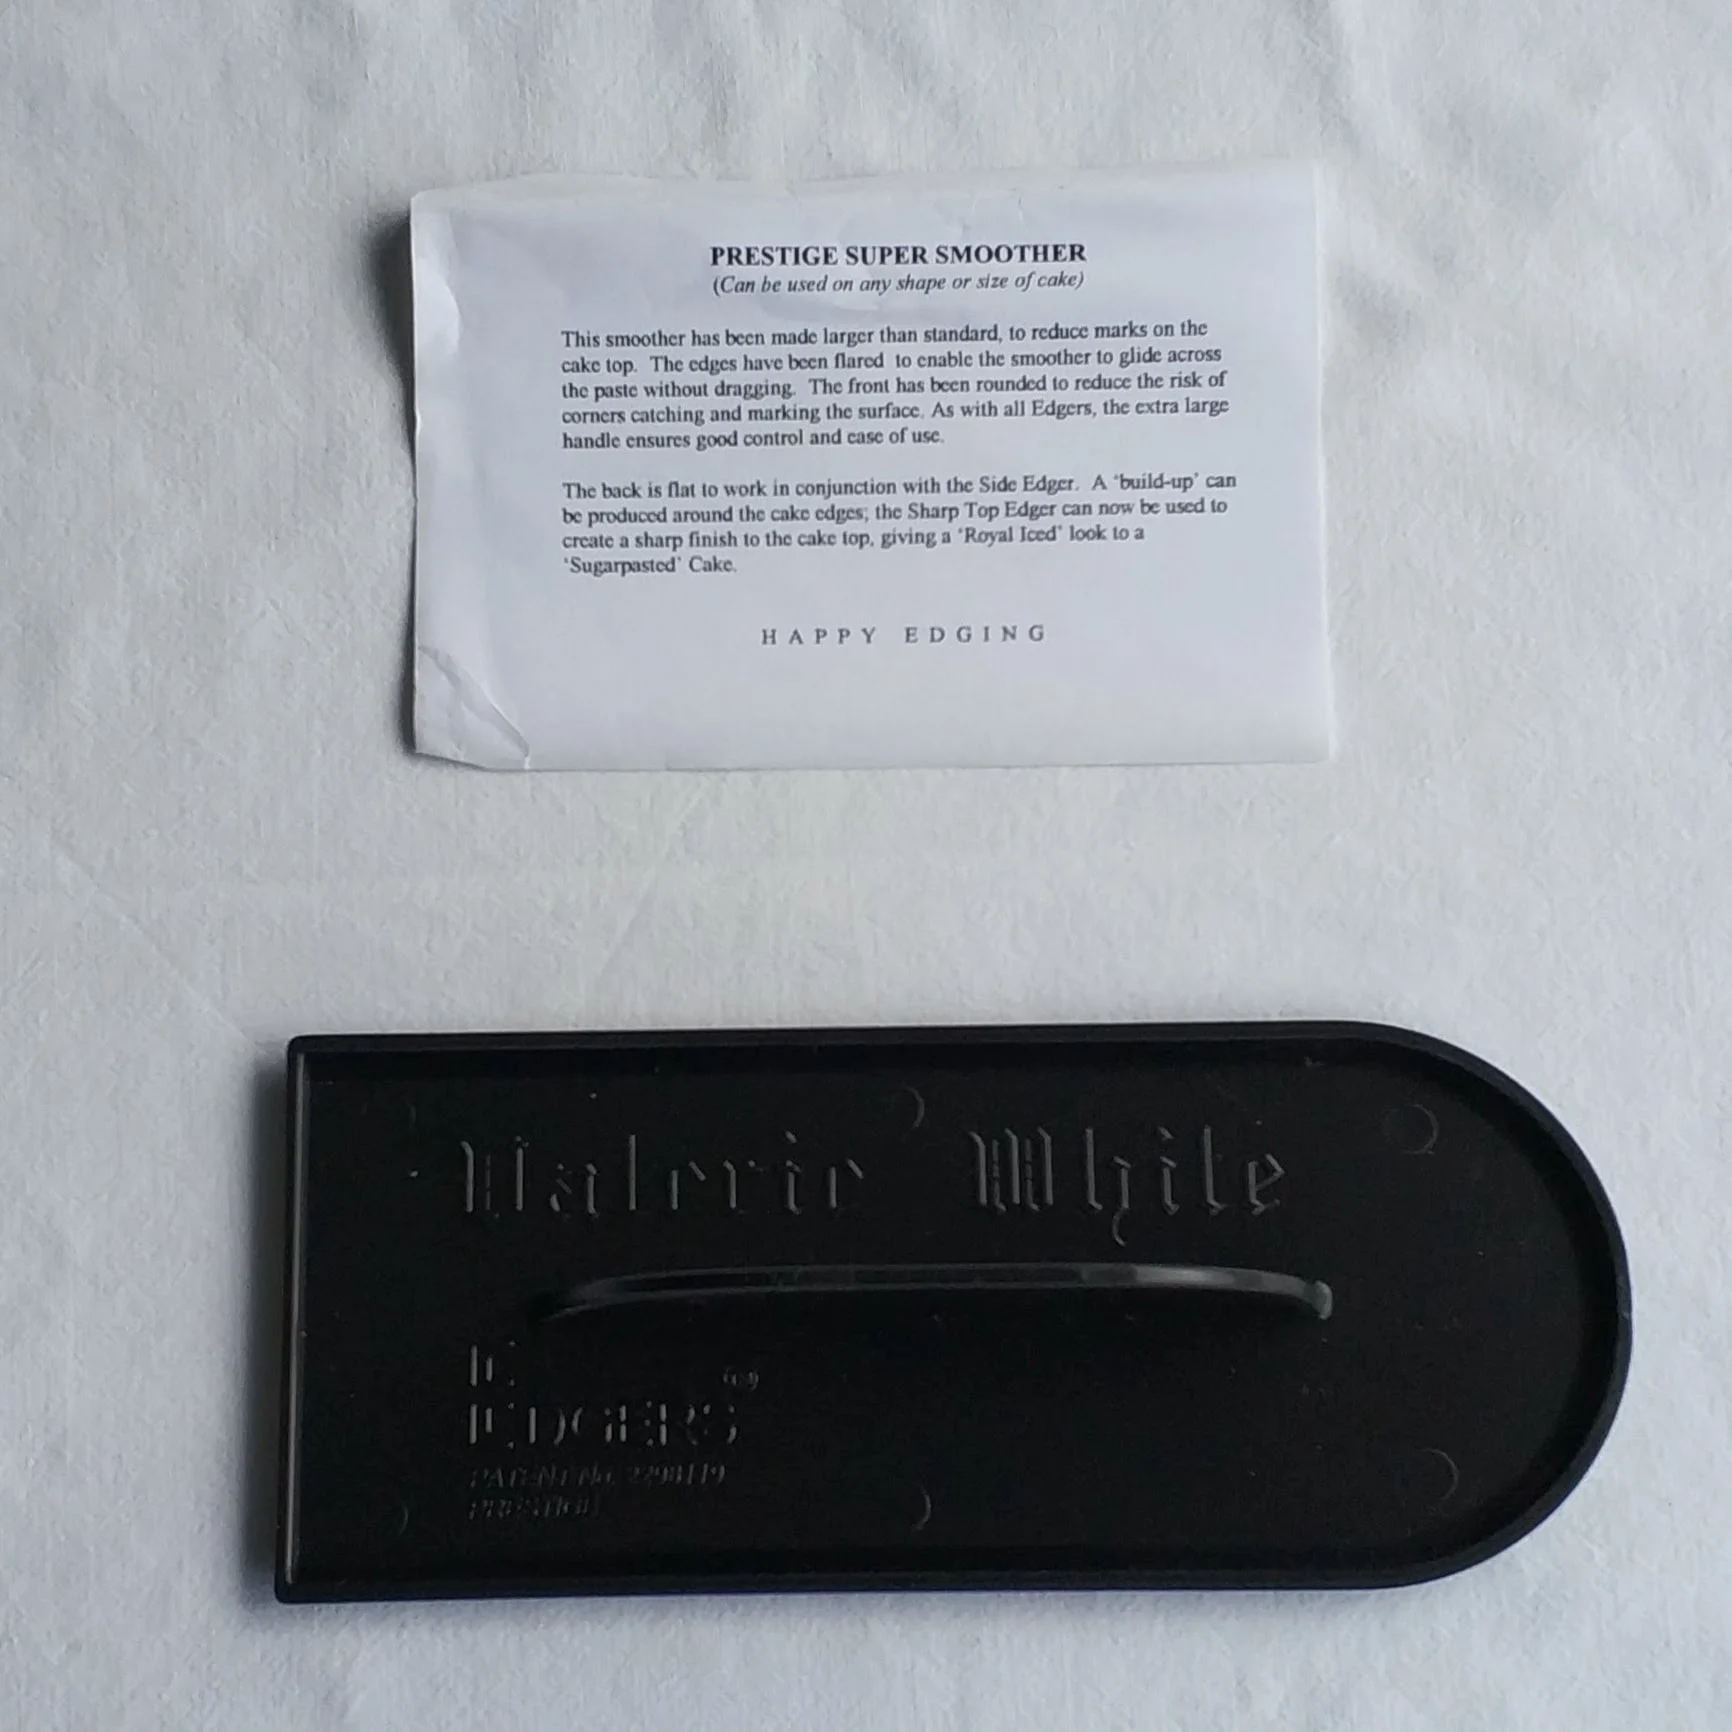 PRESTIGE SUPER SMOOTHER
(Can be used on any shape or size of cake)
This smoother has been made larger than standard, to reduce marks on the
cake top. The edges have been flared to enable the smoother to glide across
the paste without dragging. The front has been rounded to reduce the risk of
corners catching and marking the surface. As with all Edgers, the extra large
handle ensures good control and ease of use.
The back is flat to work in conjunction with the Side Edger. A ‘build-up’ can
be produced around the cake edges; the Sharp Top Edger can now be used to
create a sharp finish to the cake top, giving a ‘Royal Iced’ look to a
‘Sugarpasted’ Cake.
HAPPY EDGING
Valerie White
EDGERS
PATENT No.
PRESTIGE